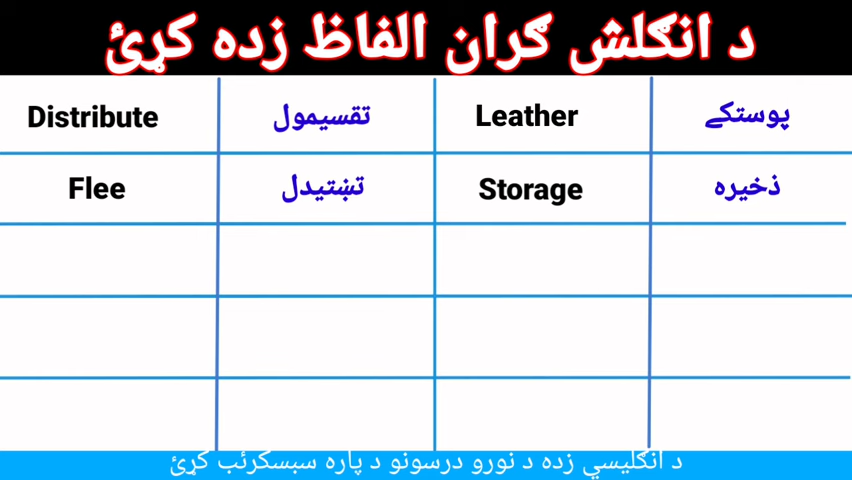 د انګلش ګران الفاظ زده کړئ
Distribute تقسیمول Leather پوستکے
Flee تښتیدل Storage ذخیره
د انګلیسي زده د نورو درسونو د پاره سبسکرئب کړئ